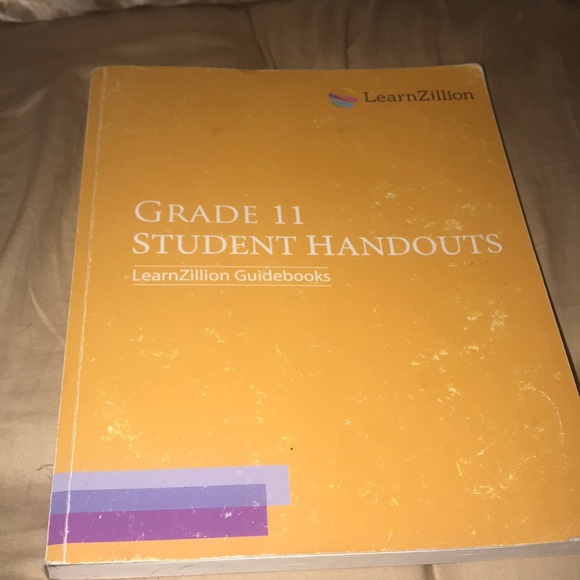 LearnZillion
GRADE 11
STUDENT HANDOUTS
LearnZillion Guidebooks